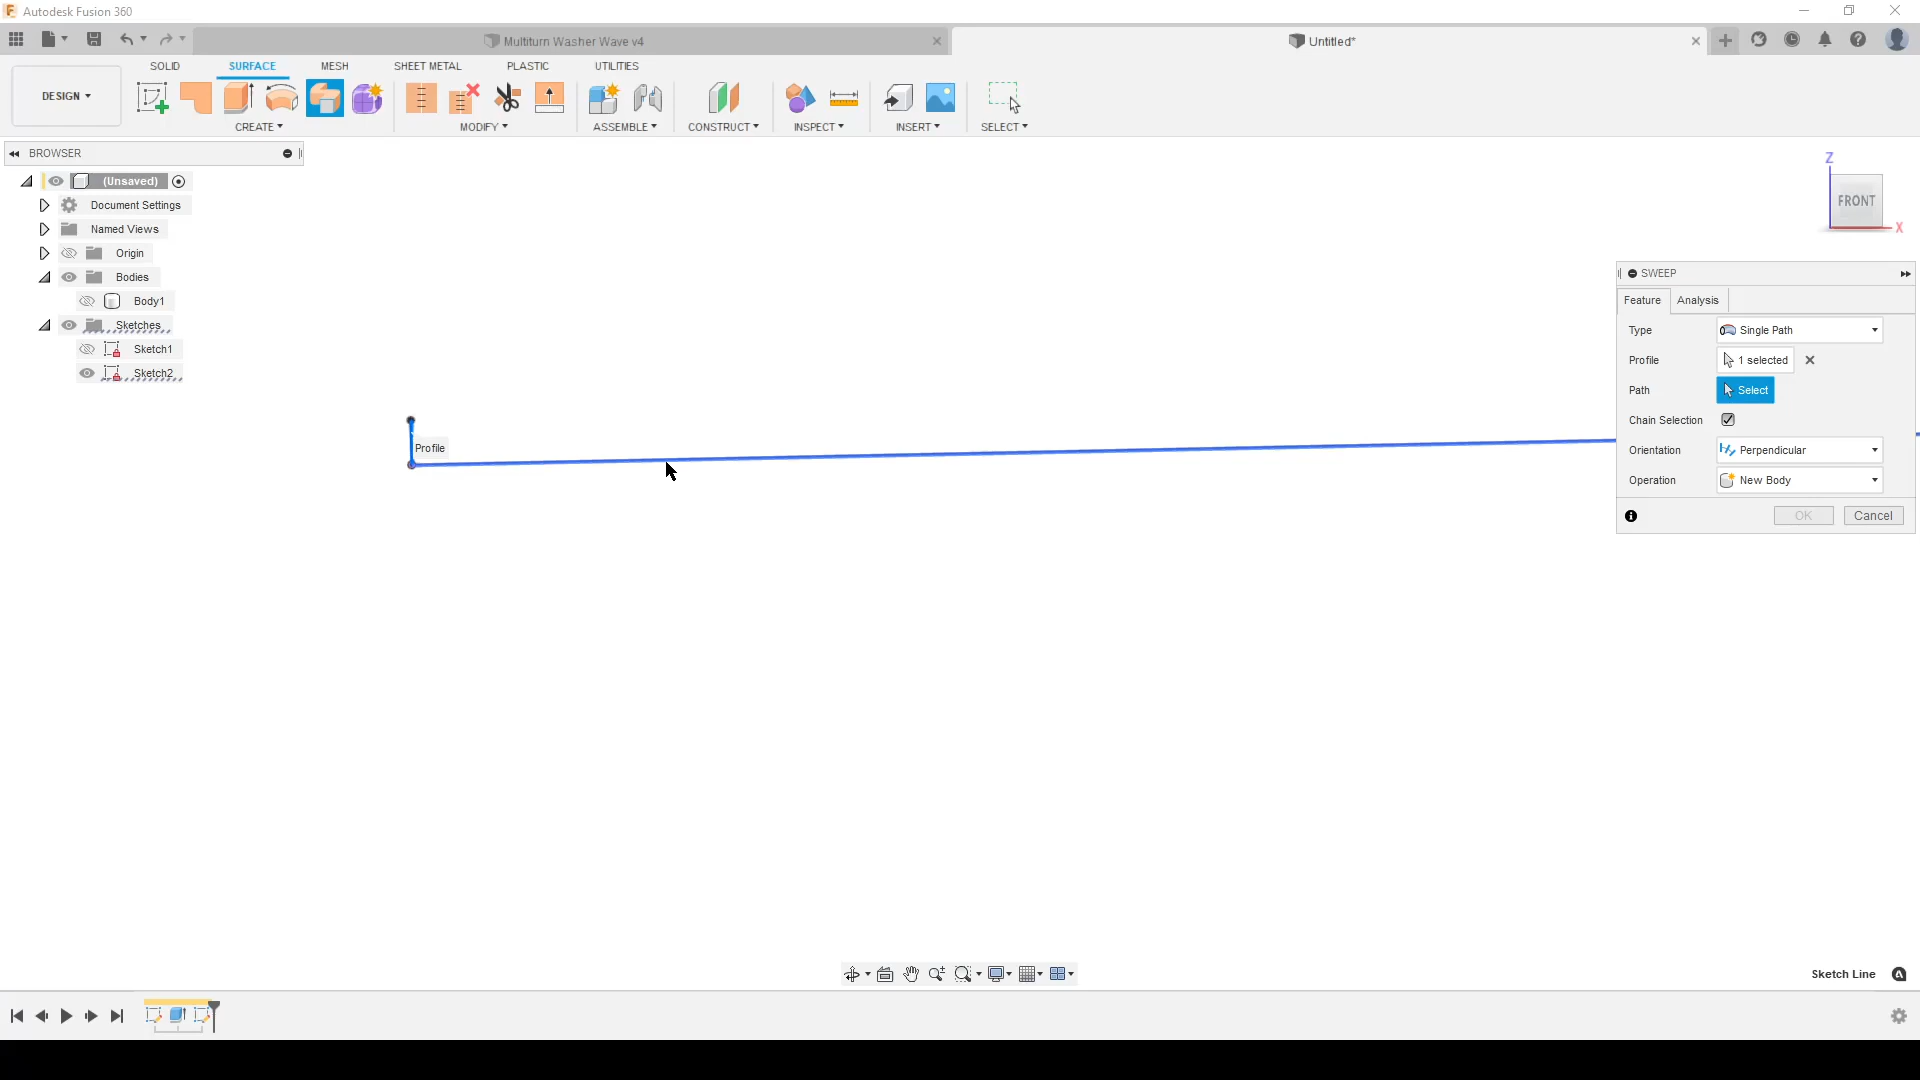 Autodesk Fusion 360
Multiturn Washer Wave v4
Untitled*
DESIGN
SOLID
SURFACE
MESH
SHEET METAL
PLASTIC
UTILITIES
CREATE
MODIFY
ASSEMBLE
CONSTRUCT
INSPECT
INSERT
SELECT
BROWSER
(Unsaved)
Document Settings
Named Views
Origin
Bodies
Body1
Sketches
Sketch1
Sketch2
Z
FRONT
X
Profile
SWEEP
Feature
Analysis
Type
Single Path
Profile
1 selected
Path
Select
Chain Selection
Orientation
Perpendicular
Operation
New Body
OK
Cancel
Sketch Line